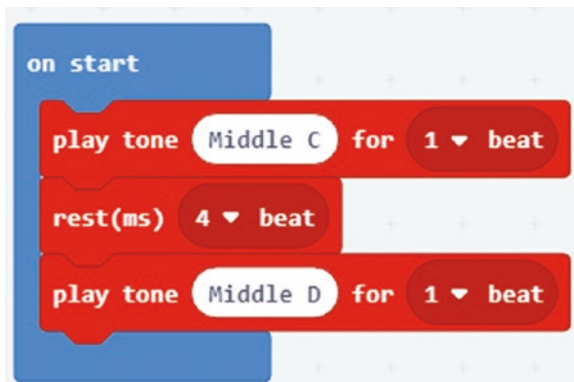 on start
play tone Middle C for 1 beat
rest(ms) 4 beat
play tone Middle D for 1 beat